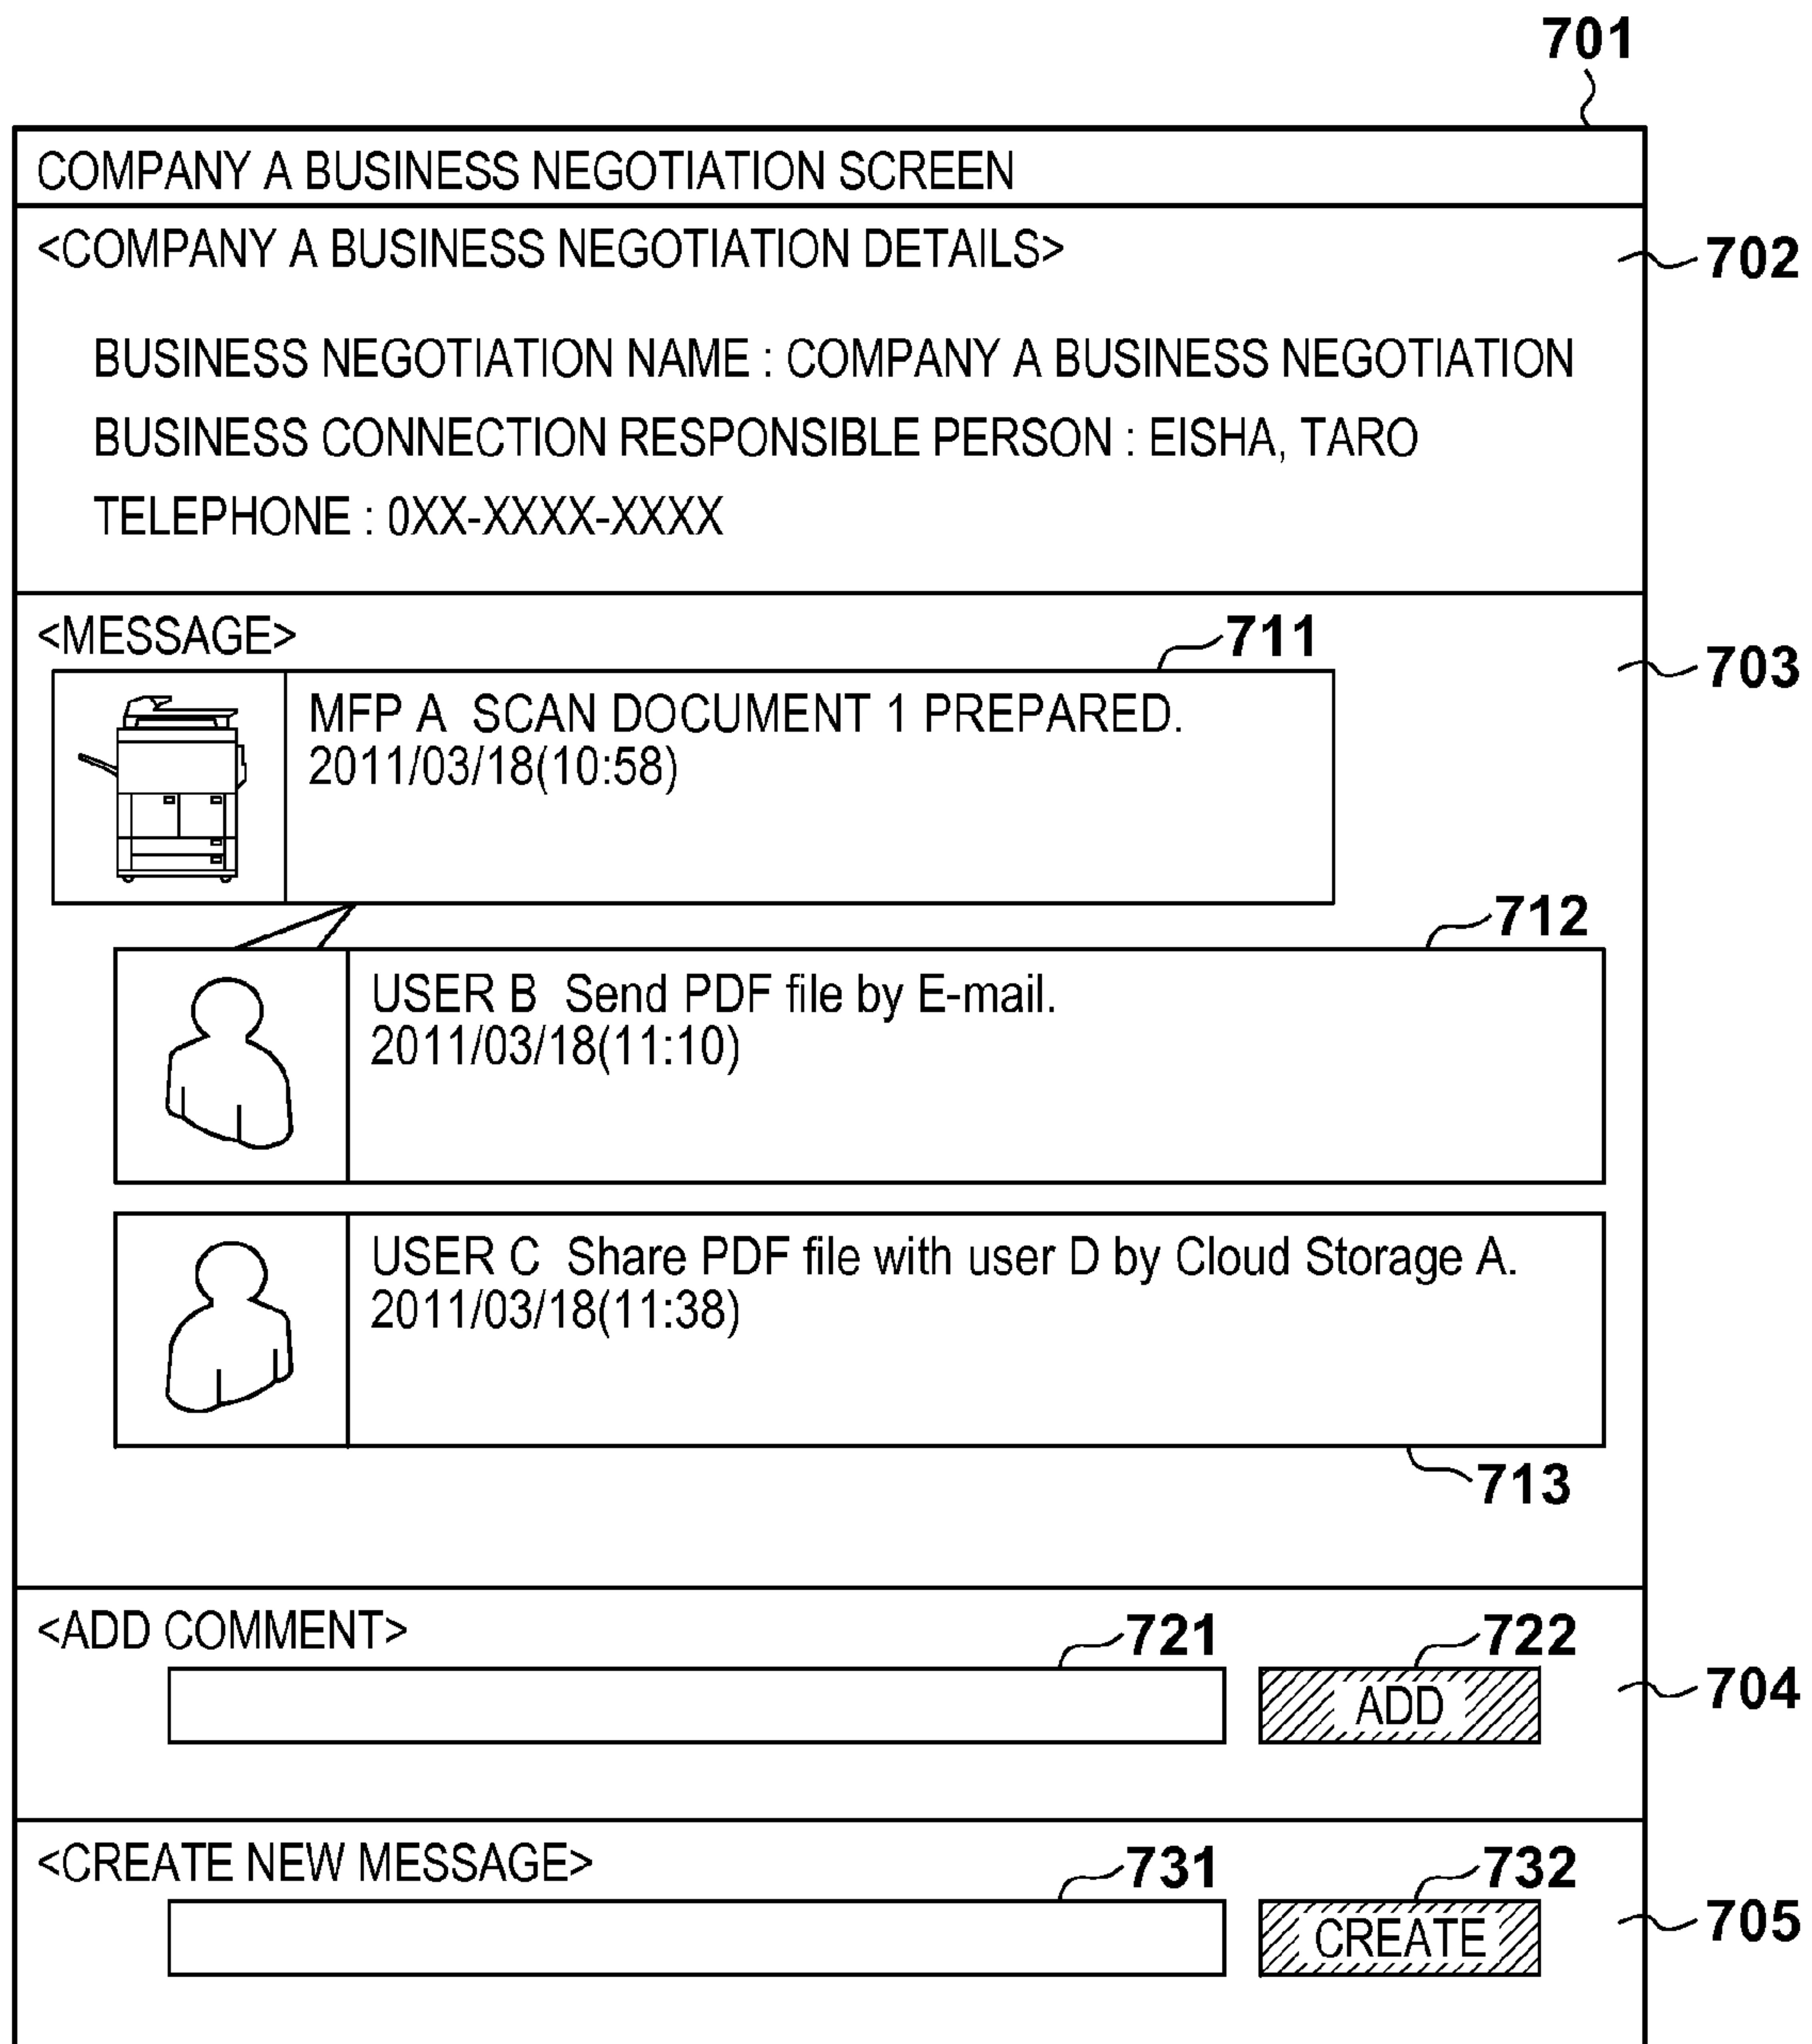 701
COMPANY A BUSINESS NEGOTIATION SCREEN
<COMPANY A BUSINESS NEGOTIATION DETAILS>
702
BUSINESS NEGOTIATION NAME : COMPANY A BUSINESS NEGOTIATION
BUSINESS CONNECTION RESPONSIBLE PERSON : EISHA, TARO
TELEPHONE : 0XX-XXXX-XXXX
<MESSAGE>
711
703
MFP A SCAN DOCUMENT 1 PREPARED.
2011/03/18(10:58)
712
USER B Send PDF file by E-mail.
2011/03/18(11:10)
USER C Share PDF file with user D by Cloud Storage A.
2011/03/18(11:38)
713
<ADD COMMENT>
721
722
ADD
704
<CREATE NEW MESSAGE>
731
732
CREATE
705